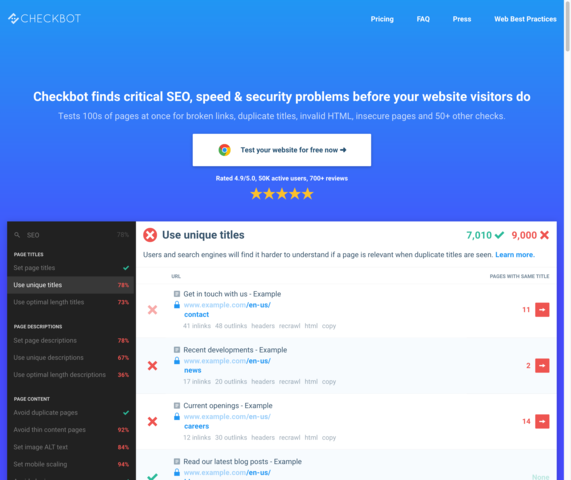 CHECKBOT
Pricing FAQ Press Web Best Practices
Checkbot finds critical SEO, speed & security problems before your website visitors do
Tests 100s of pages at once for broken links, duplicate titles, invalid HTML, insecure pages and 50+ other checks.
Test your website for free now ➔
Rated 4.9/5.0, 50K active users, 700+ reviews
SEO 78%
PAGE TITLES
Set page titles
Use unique titles 78%
Use optimal length titles 73%
PAGE DESCRIPTIONS
Set page descriptions 78%
Use unique descriptions 67%
Use optimal length descriptions 36%
PAGE CONTENT
Avoid duplicate pages
Avoid thin content pages 92%
Set image ALT text 84%
Set mobile scaling 94%
Use unique titles 7,010 ✔ 9,000 ✖
Users and search engines will find it harder to understand if a page is relevant when duplicate titles are seen. Learn more.
URL PAGES WITH SAME TITLE
Get in touch with us - Example
www.example.com/en-us/
contact
41 inlinks 48 outlinks headers recrawl html copy
11
Recent developments - Example
www.example.com/en-us/
news
17 inlinks 20 outlinks headers recrawl html copy
2
Current openings - Example
www.example.com/en-us/
careers
12 inlinks 30 outlinks headers recrawl html copy
14
Read our latest blog posts - Example
www.example.com/en-us/
None